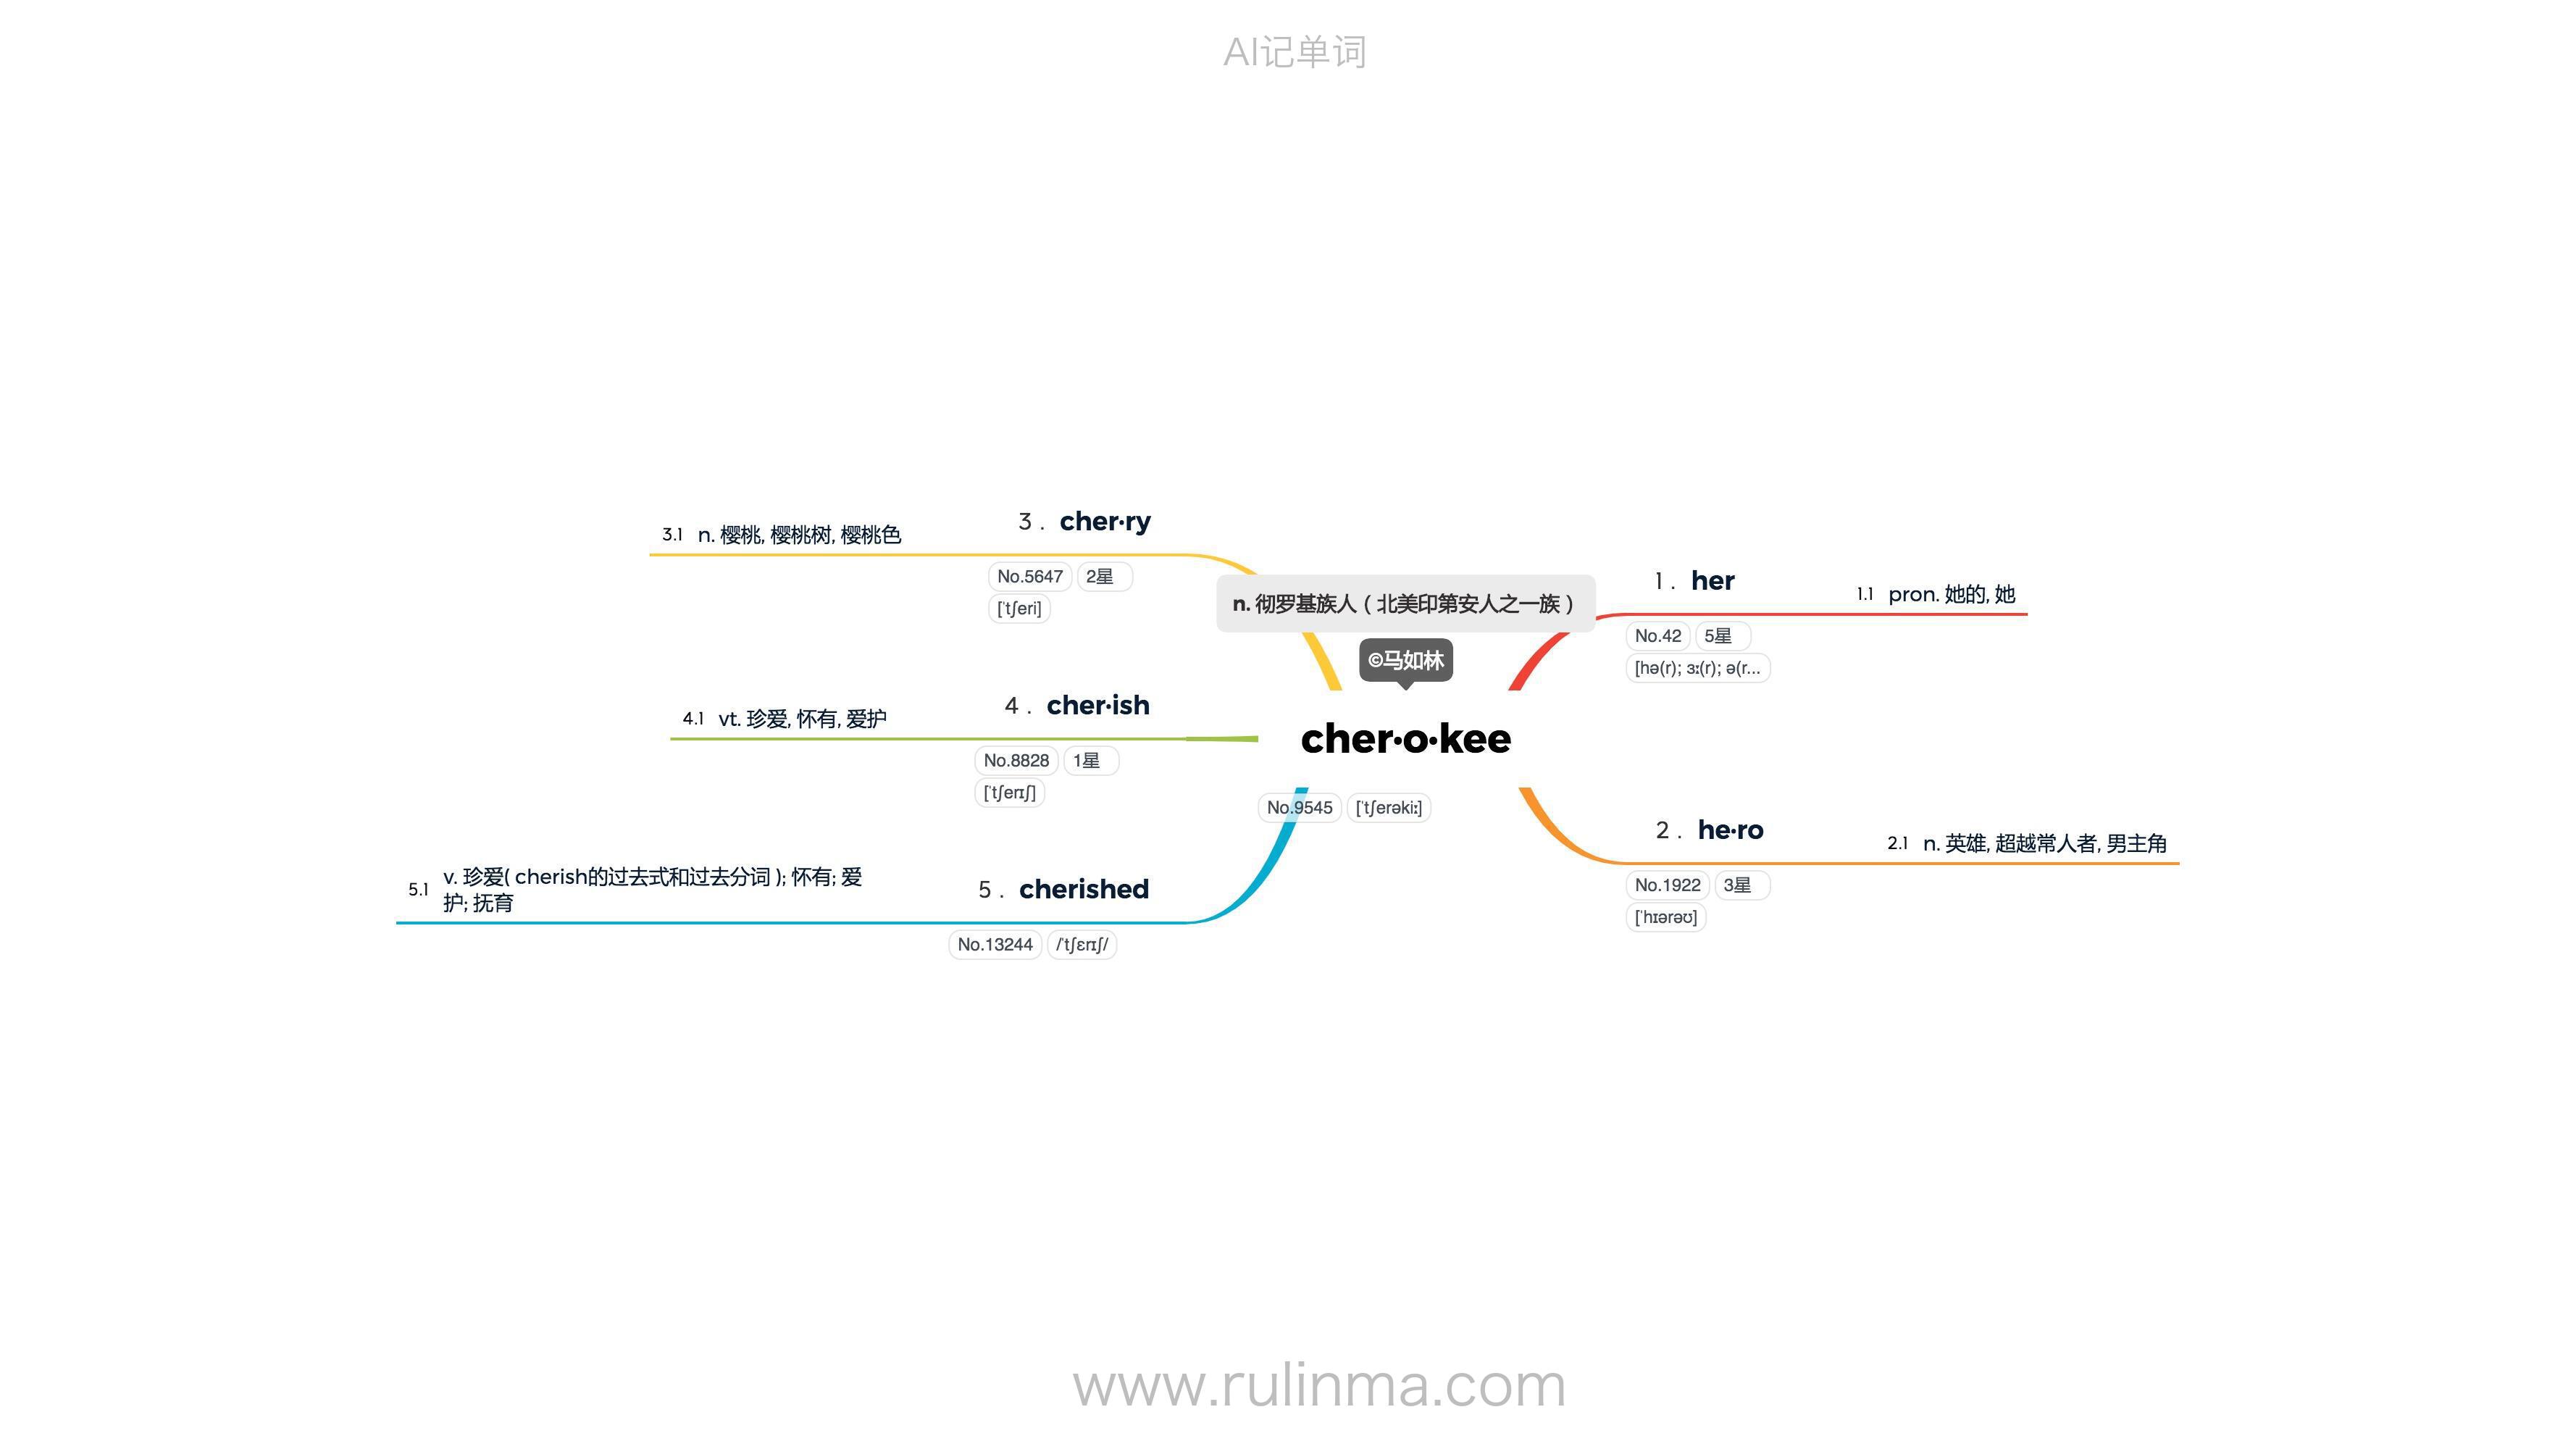 AI记单词
n. 彻罗基族人（北美印第安人之一族）
©马如林
cher·o·kee
No.9545 [ˈtʃerəkiː]
1. her
1.1 pron. 她的, 她
No.42 5星
[hə(r); ɜː(r); ə(r...
2. he·ro
2.1 n. 英雄, 超越常人者, 男主角
No.1922 3星
[ˈhɪərəʊ]
3. cher·ry
3.1 n. 樱桃, 樱桃树, 樱桃色
No.5647 2星
[ˈtʃeri]
4. cher·ish
4.1 vt. 珍爱, 怀有, 爱护
No.8828 1星
[ˈtʃerɪʃ]
5. cherished
5.1 v. 珍爱( cherish的过去式和过去分词 ); 怀有; 爱
护; 抚育
No.13244 /ˈtʃɛrɪʃ/
www.rulinma.com